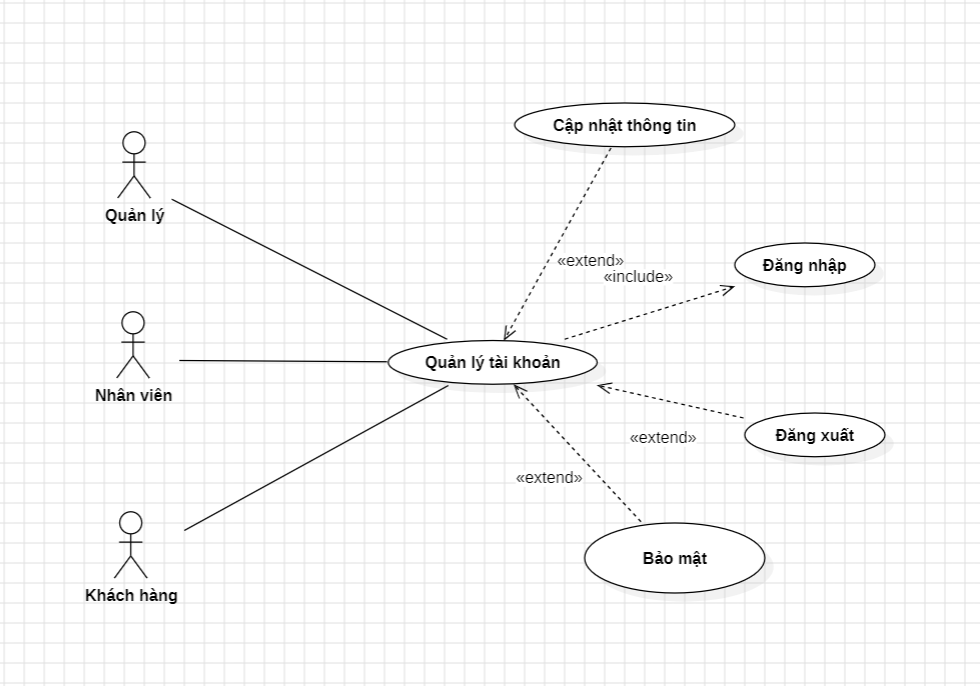 Cập nhật thông tin
Quản lý
«extend»
«include»
Đăng nhập
Nhân viên
Quản lý tài khoản
Đăng xuất
«extend»
«extend»
Bảo mật
Khách hàng